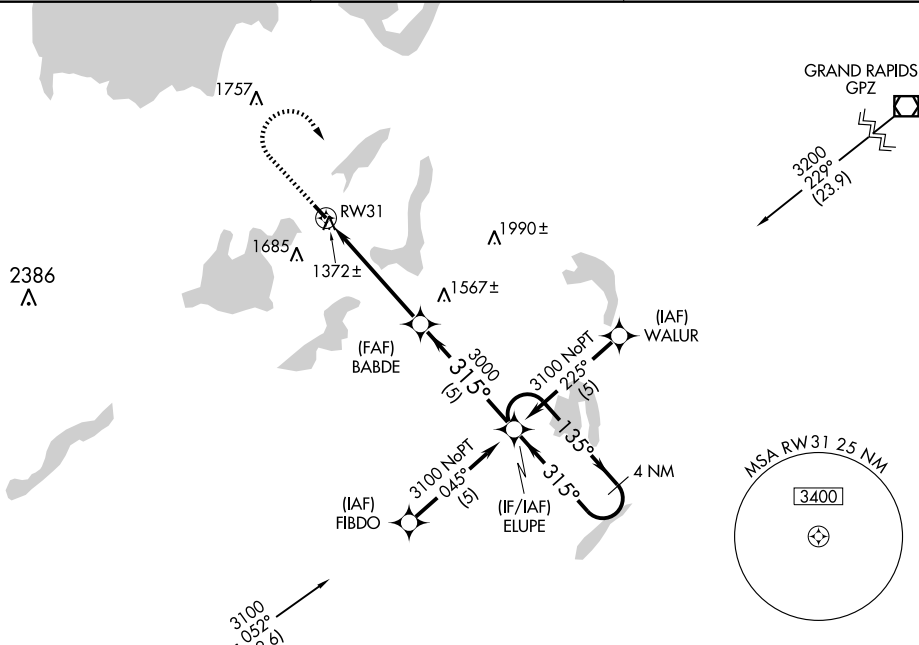 GRAND RAPIDS
GPZ
3200
229°
(23.9)
1757
RW31
1990±
1685
1372±
2386
1567±
(IAF)
WALUR
(FAF)
BABDE
3000
315°
(5)
3100 NoPT
225°
(5)
135°
4 NM
315°
3100 NoPT
045°
(5)
(IF/IAF)
ELUPE
(IAF)
FIBDO
MSA RW31 25 NM
3400
3100
052°